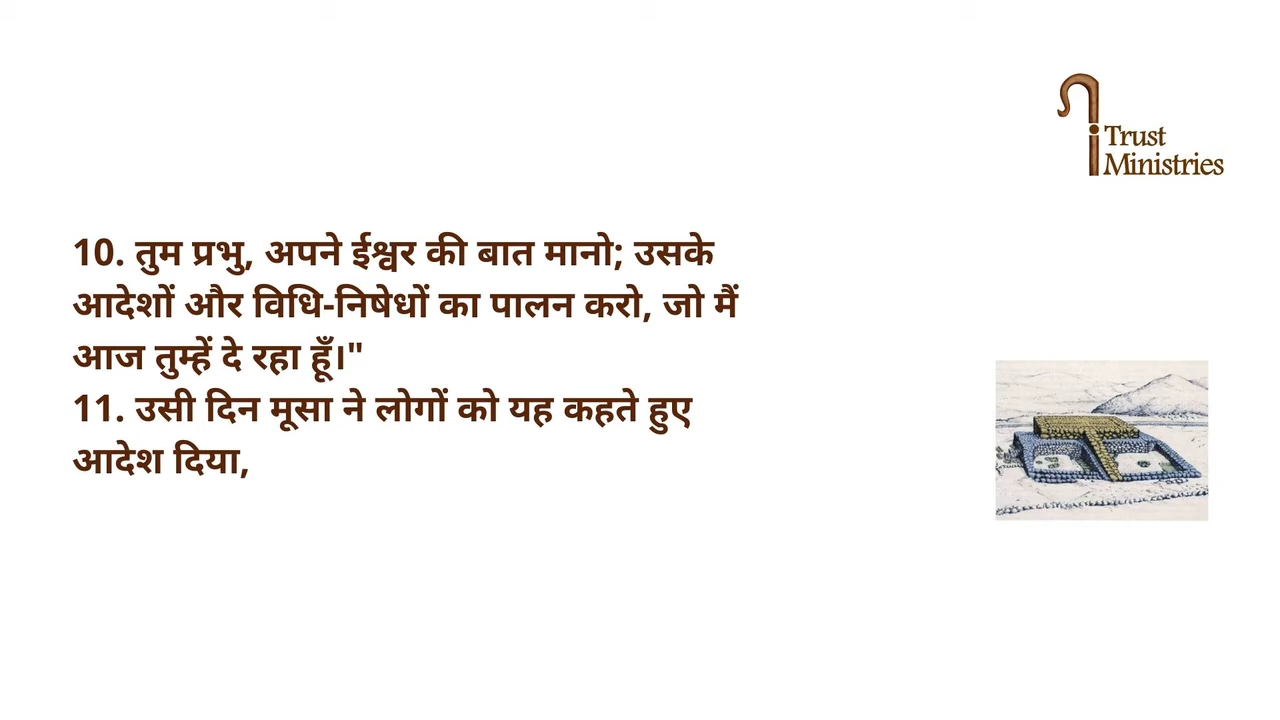 Trust
Ministries
10. तुम प्रभु, अपने ईश्वर की बात मानो; उसके
आदेशों और विधि-निषेधों का पालन करो, जो मैं
आज तुम्हें दे रहा हूँ।"
11. उसी दिन मूसा ने लोगों को यह कहते हुए
आदेश दिया,